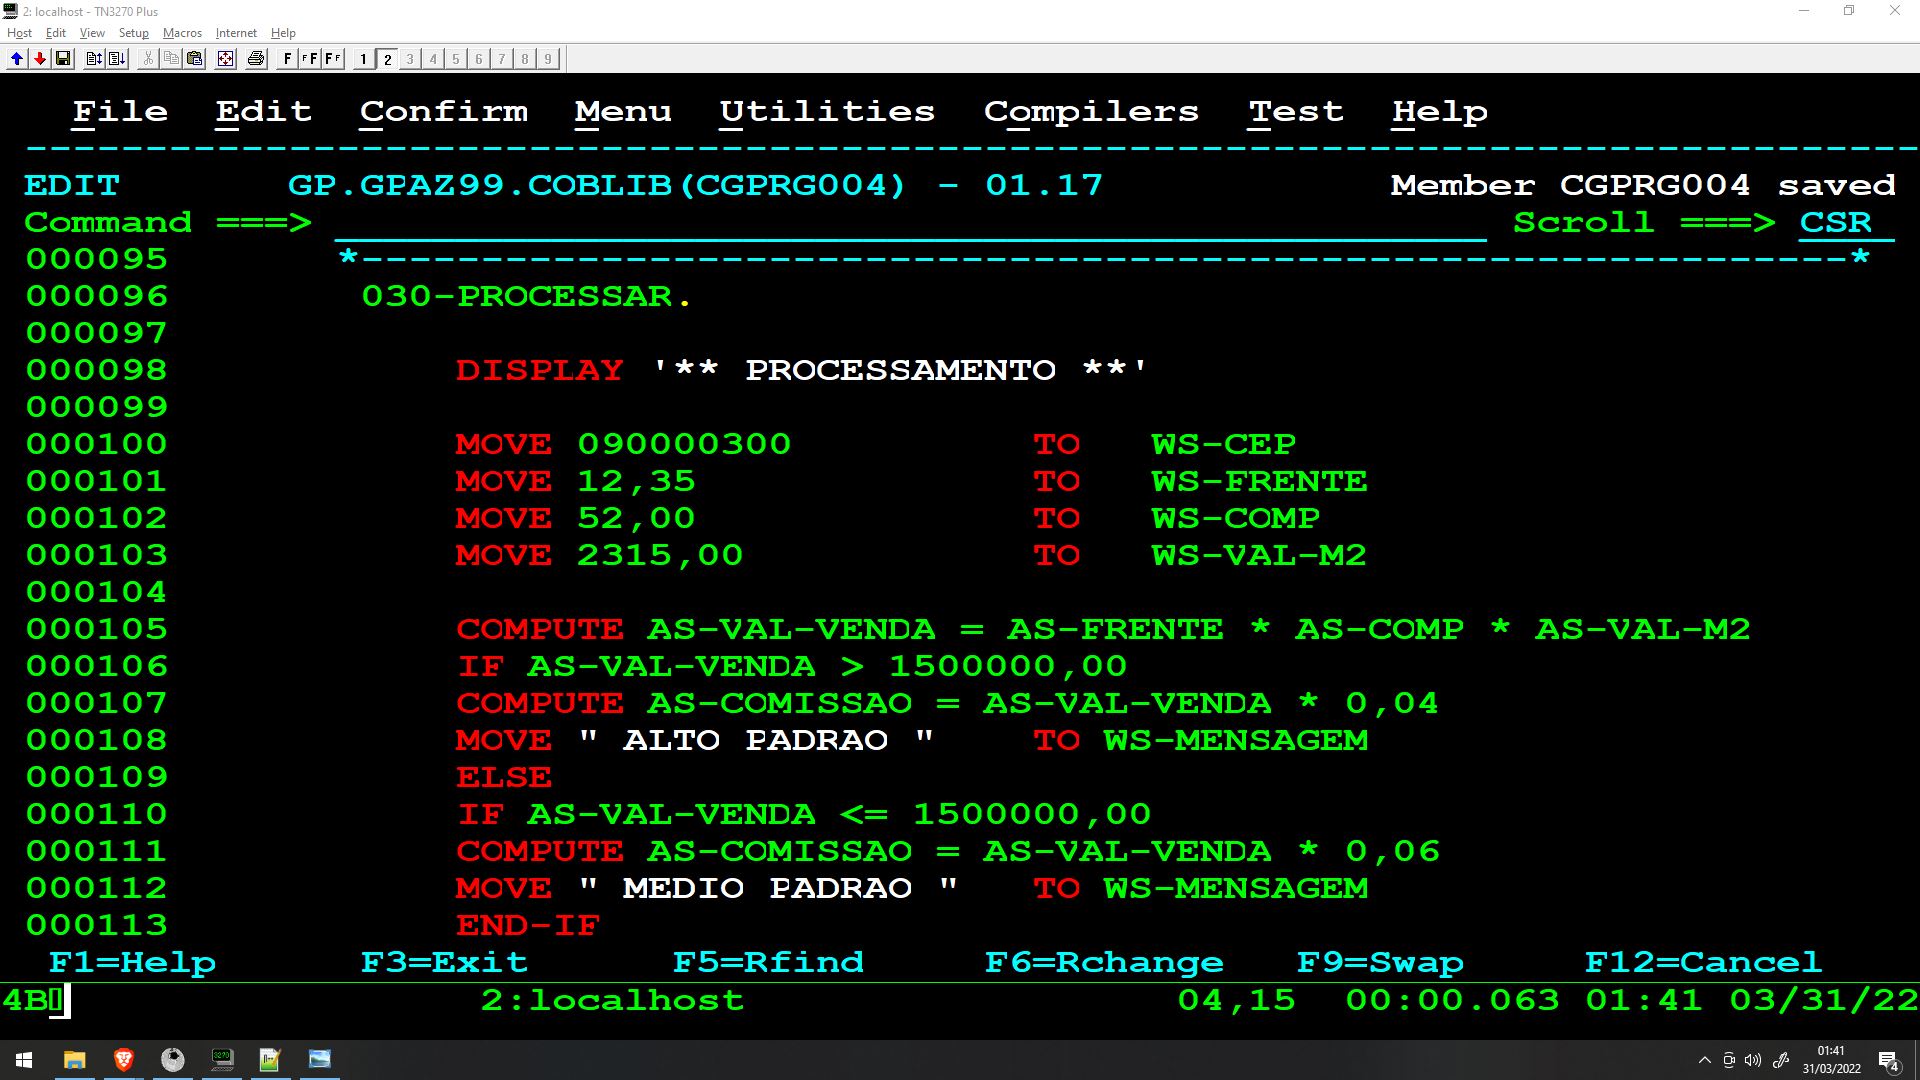 2: localhost - TN3270 Plus
Host Edit View Setup Macros Internet Help
F FF FF 1 2 3 4 5 6 7 8 9
File Edit Confirm Menu Utilities Compilers Test Help
--------------------------------------------------------------------------------
EDIT GP.GPAZ99.COBLIB(CGPRG004) - 01.17 Member CGPRG004 saved
Command ===> Scroll ===> CSR
000095 *--------------------------------------------------------------*
000096 030-PROCESSAR.
000097
000098 DISPLAY '** PROCESSAMENTO **'
000099
000100 MOVE 090000300 TO WS-CEP
000101 MOVE 12,35 TO WS-FRENTE
000102 MOVE 52,00 TO WS-COMP
000103 MOVE 2315,00 TO WS-VAL-M2
000104
000105 COMPUTE AS-VAL-VENDA = AS-FRENTE * AS-COMP * AS-VAL-M2
000106 IF AS-VAL-VENDA > 1500000,00
000107 COMPUTE AS-COMISSAO = AS-VAL-VENDA * 0,04
000108 MOVE " ALTO PADRAO " TO WS-MENSAGEM
000109 ELSE
000110 IF AS-VAL-VENDA <= 1500000,00
000111 COMPUTE AS-COMISSAO = AS-VAL-VENDA * 0,06
000112 MOVE " MEDIO PADRAO " TO WS-MENSAGEM
000113 END-IF
F1=Help F3=Exit F5=Rfind F6=Rchange F9=Swap F12=Cancel
4B 2:localhost 04,15 00:00.063 01:41 03/31/22
01:41
31/03/2022
4